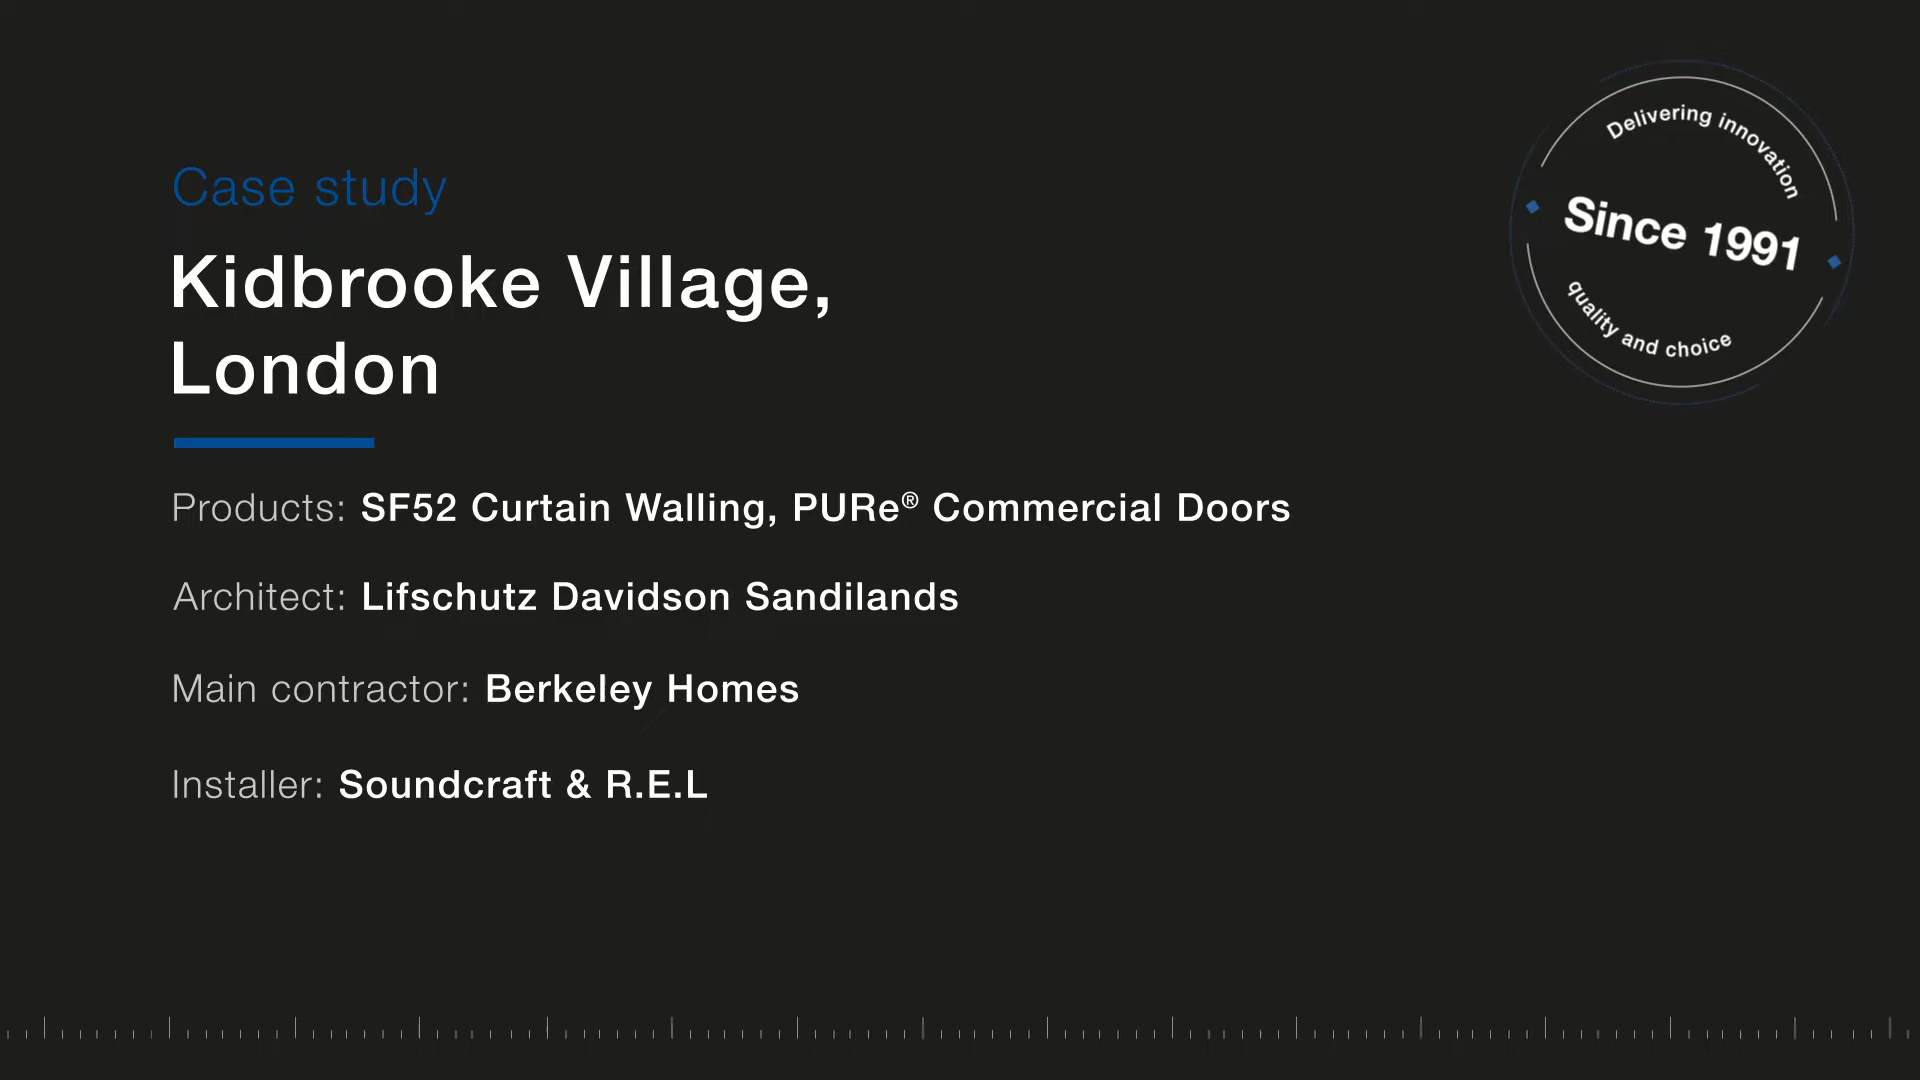 Case study
Kidbrooke Village,
London
Products: SF52 Curtain Walling, PURe® Commercial Doors
Architect: Lifschutz Davidson Sandilands
Main contractor: Berkeley Homes
Installer: Soundcraft & R.E.L
Delivering innovation
Since 1991
quality and choice